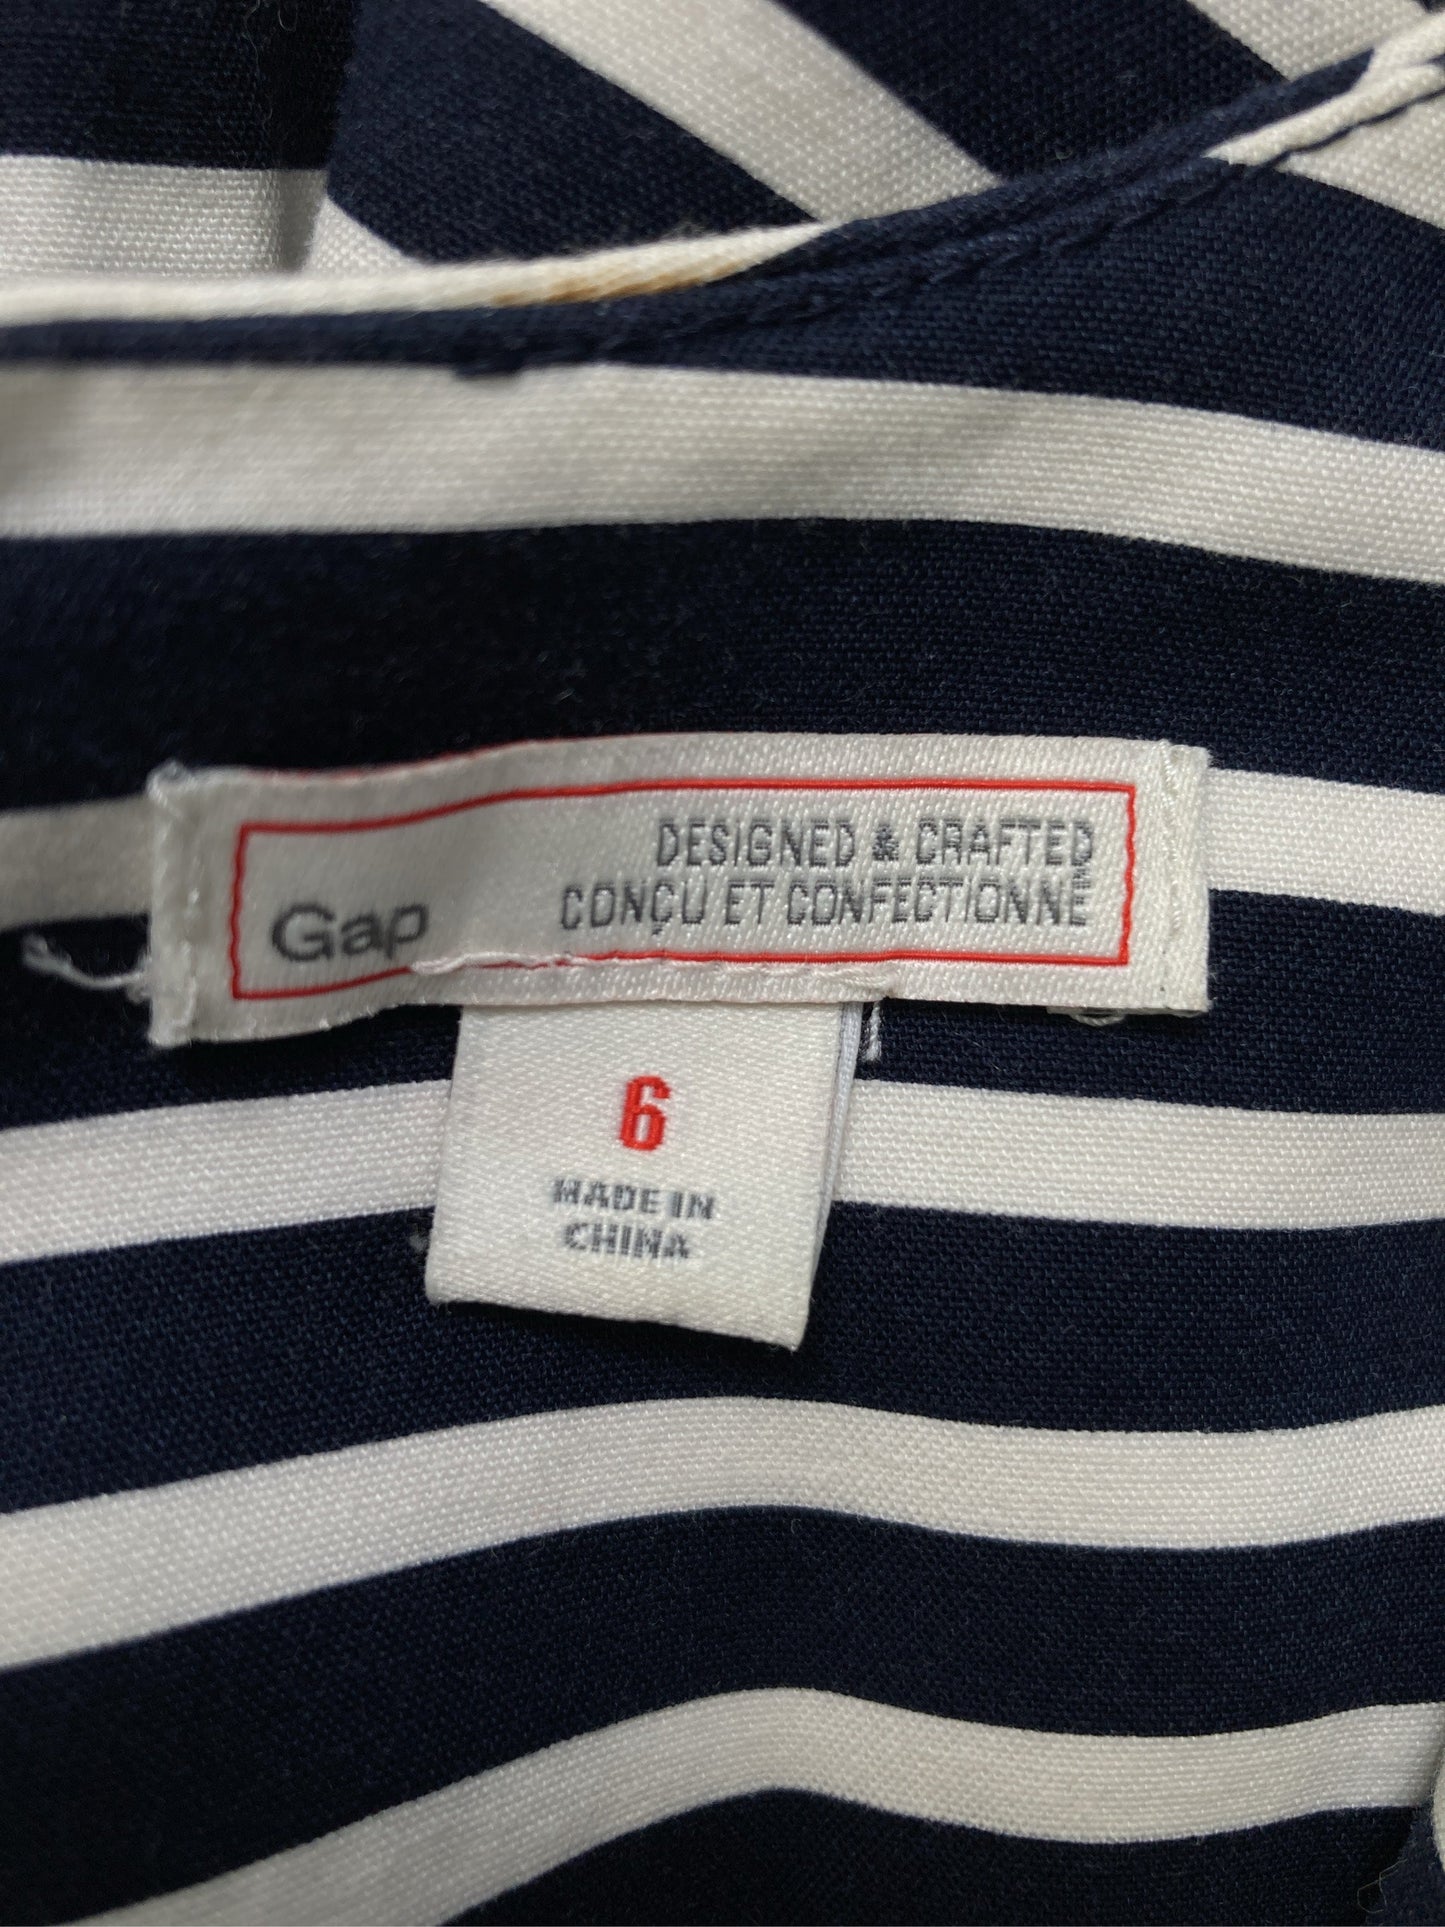 Gap
DESIGNED & CRAFTED
CONÇU ET CONFECTIONNÉ
6
MADE IN
CHINA